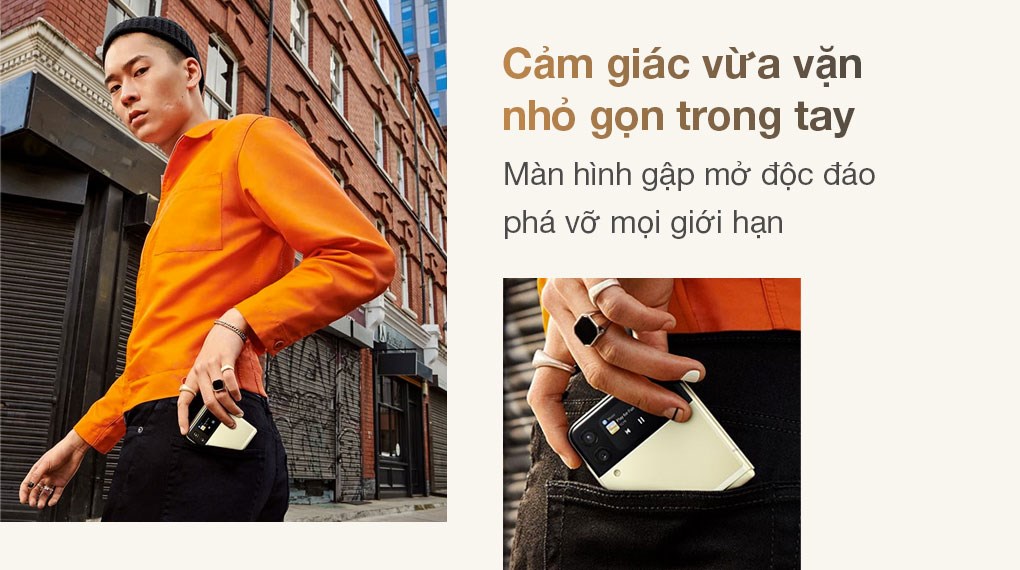 Cảm giác vừa vặn
nhỏ gọn trong tay
Màn hình gập mở độc đáo
phá vỡ mọi giới hạn